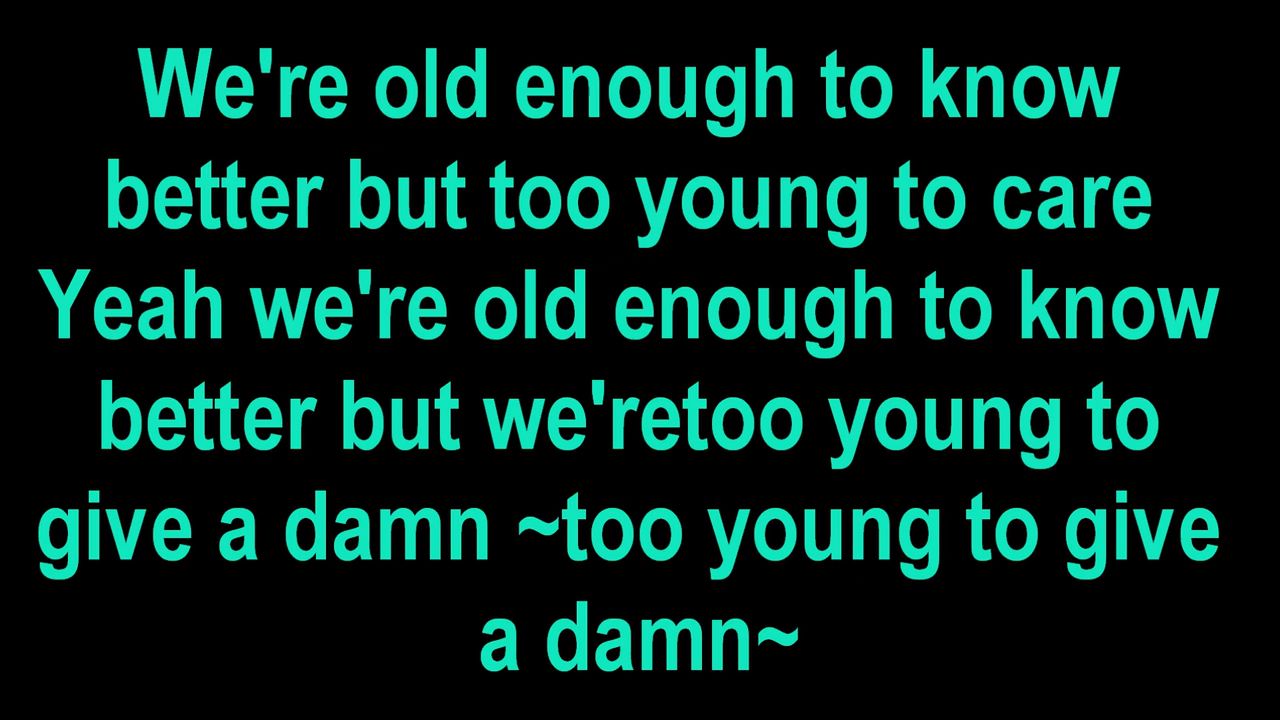 We're old enough to know
better but too young to care
Yeah we're old enough to know
better but we'retoo young to
give a damn ~too young to give
a damn~